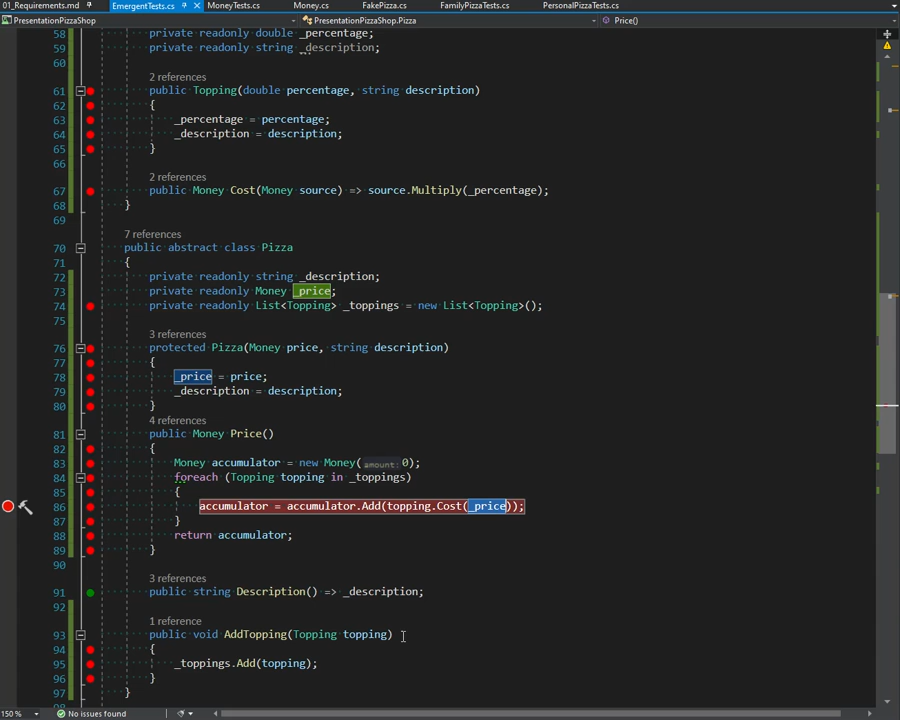 01_Requirements.md EmergentTests.cs MoneyTests.cs Money.cs FakePizza.cs FamilyPizzaTests.cs PersonalPizzaTests.cs
PresentationPizzaShop PresentationPizzaShop.Pizza Price()
58 private readonly double _percentage;
59 private readonly string _description;
60
2 references
61 public Topping(double percentage, string description)
62 {
63 _percentage = percentage;
64 _description = description;
65 }
66
2 references
67 public Money Cost(Money source) => source.Multiply(_percentage);
68 }
69
7 references
70 public abstract class Pizza
71 {
72 private readonly string _description;
73 private readonly Money _price;
74 private readonly List<Topping> _toppings = new List<Topping>();
75
3 references
76 protected Pizza(Money price, string description)
77 {
78 _price = price;
79 _description = description;
80 }
4 references
81 public Money Price()
82 {
83 Money accumulator = new Money(amount: 0);
84 foreach (Topping topping in _toppings)
85 {
86 accumulator = accumulator.Add(topping.Cost(_price));
87 }
88 return accumulator;
89 }
90
3 references
91 public string Description() => _description;
92
1 reference
93 public void AddTopping(Topping topping)
94 {
95 _toppings.Add(topping);
96 }
97 }
150 % No issues found